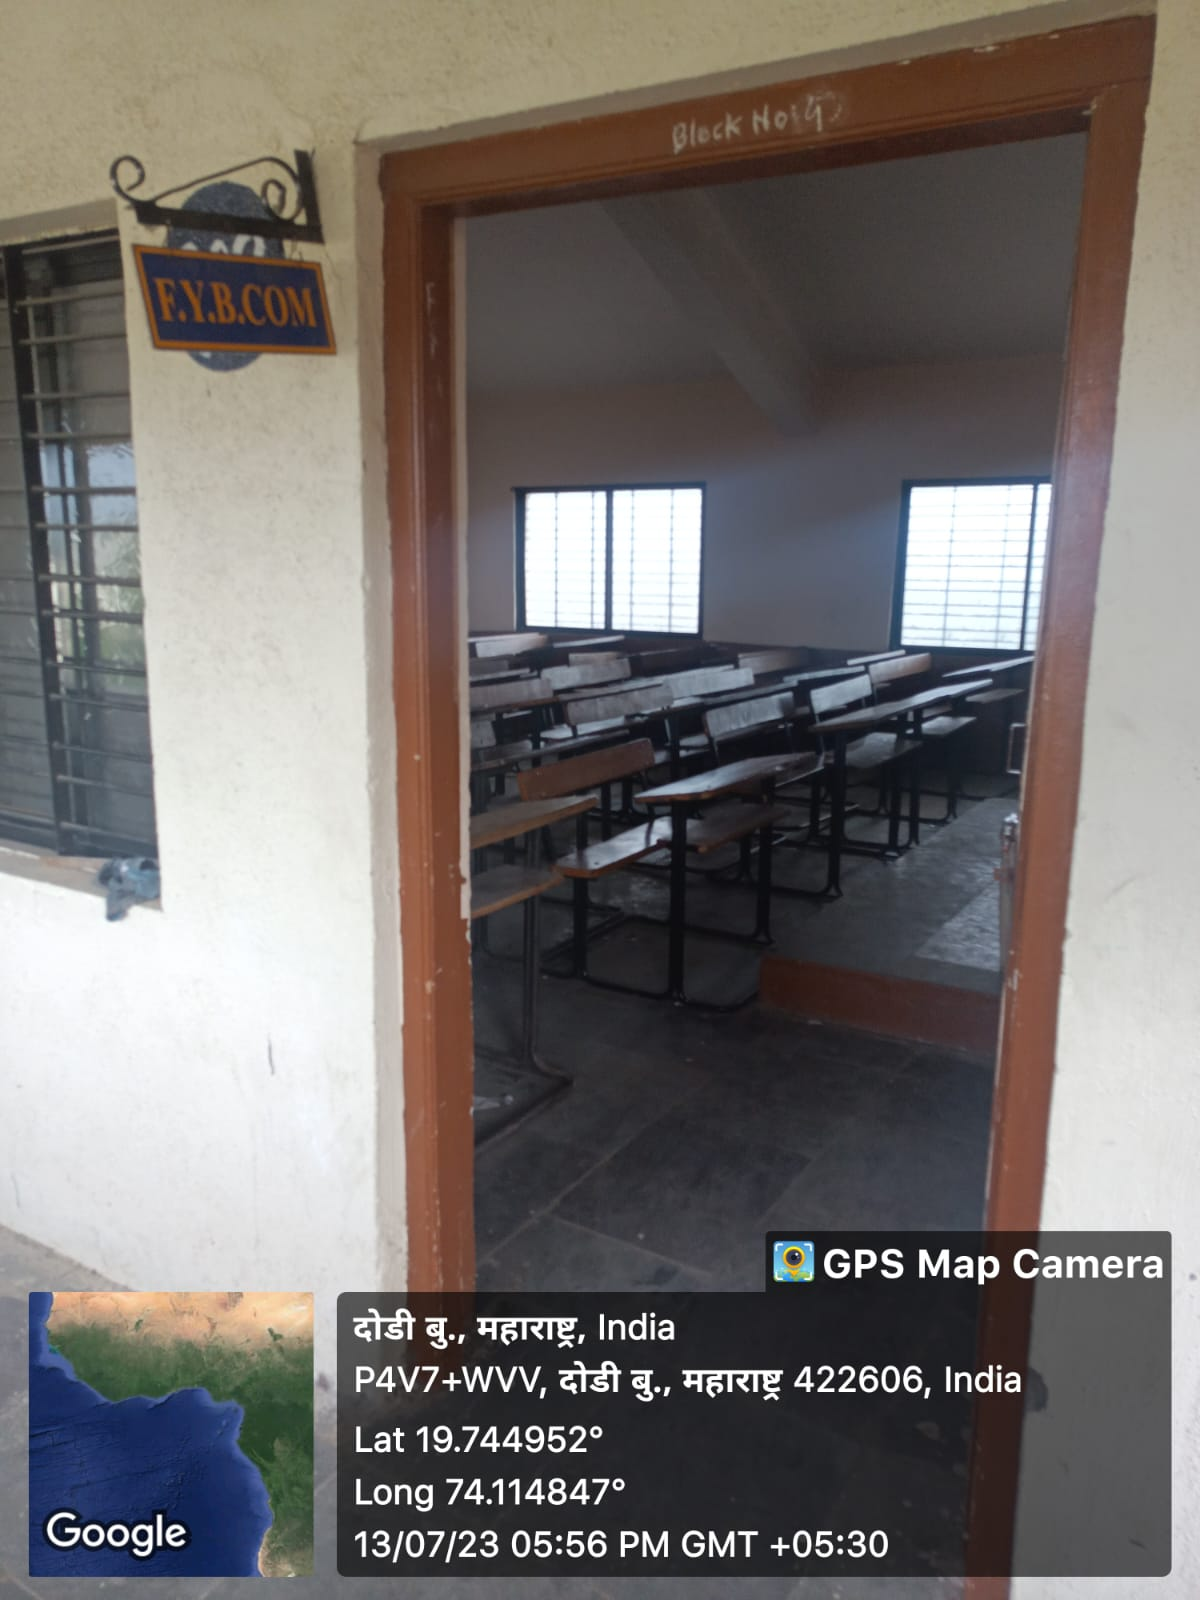 Block No:
F.Y.B.COM
GPS Map Camera
दोडी बु., महाराष्ट्र, India
P4V7+WVV, दोडी बु., महाराष्ट्र 422606, India
Lat 19.744952°
Long 74.114847°
13/07/23 05:56 PM GMT +05:30
Google